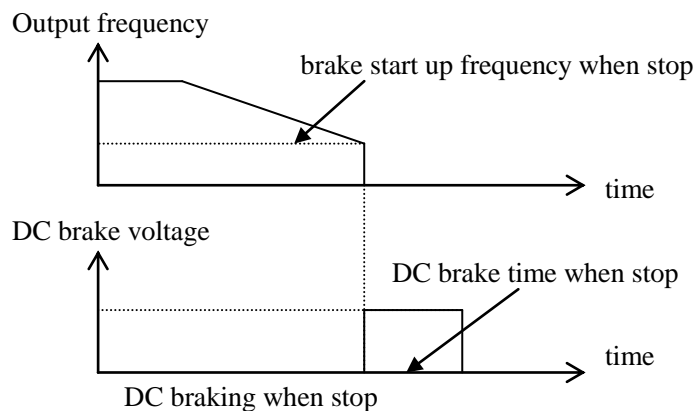 Output frequency
brake start up frequency when stop
time
DC brake voltage
DC brake time when stop
time
DC braking when stop